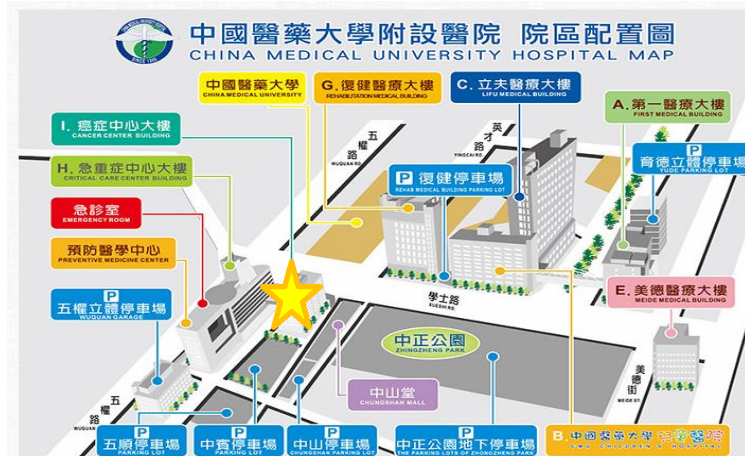 中國醫藥大學附設醫院 院區配置圖
CHINA MEDICAL UNIVERSITY HOSPITAL MAP
中國醫藥大學
CHINA MEDICAL UNIVERSITY
G. 復健醫療大樓
REHABILITATION MEDICAL BUILDING
C. 立夫醫療大樓
LIFU MEDICAL BUILDING
A. 第一醫療大樓
FIRST MEDICAL BUILDING
I. 癌症中心大樓
CANCER CENTER BUILDING
五權路
WUQUAN RD.
英才路
YINGCAI RD.
P 復健停車場
REHAB MEDICAL BUILDING PARKING LOT
P
育德立體停車場
YUDE PARKING LOT
H. 急重症中心大樓
CRITICAL CARE CENTER BUILDING
急診室
EMERGENCY ROOM
預防醫學中心
PREVENTIVE MEDICINE CENTER
E. 美德醫療大樓
MEIDE MEDICAL BUILDING
學士路
XUESHI RD.
P
五權立體停車場
WUQUAN GARAGE
中正公園
ZHONGZHENG PARK
美德街
MEIDE ST.
中山堂
CHUNGSHAN MALL
五權路
WUQUAN RD.
P
五順停車場
PARKING LOT
P
中賓停車場
PARKING LOT
P
中山停車場
CHUNGSHAN PARKING LOT
P
中正公園地下停車場
THE PARKING LOTS OF ZHONGZHENG PARK
B. 中國醫藥大學 兒童醫院
CMU CHILDREN'S HOSPITAL